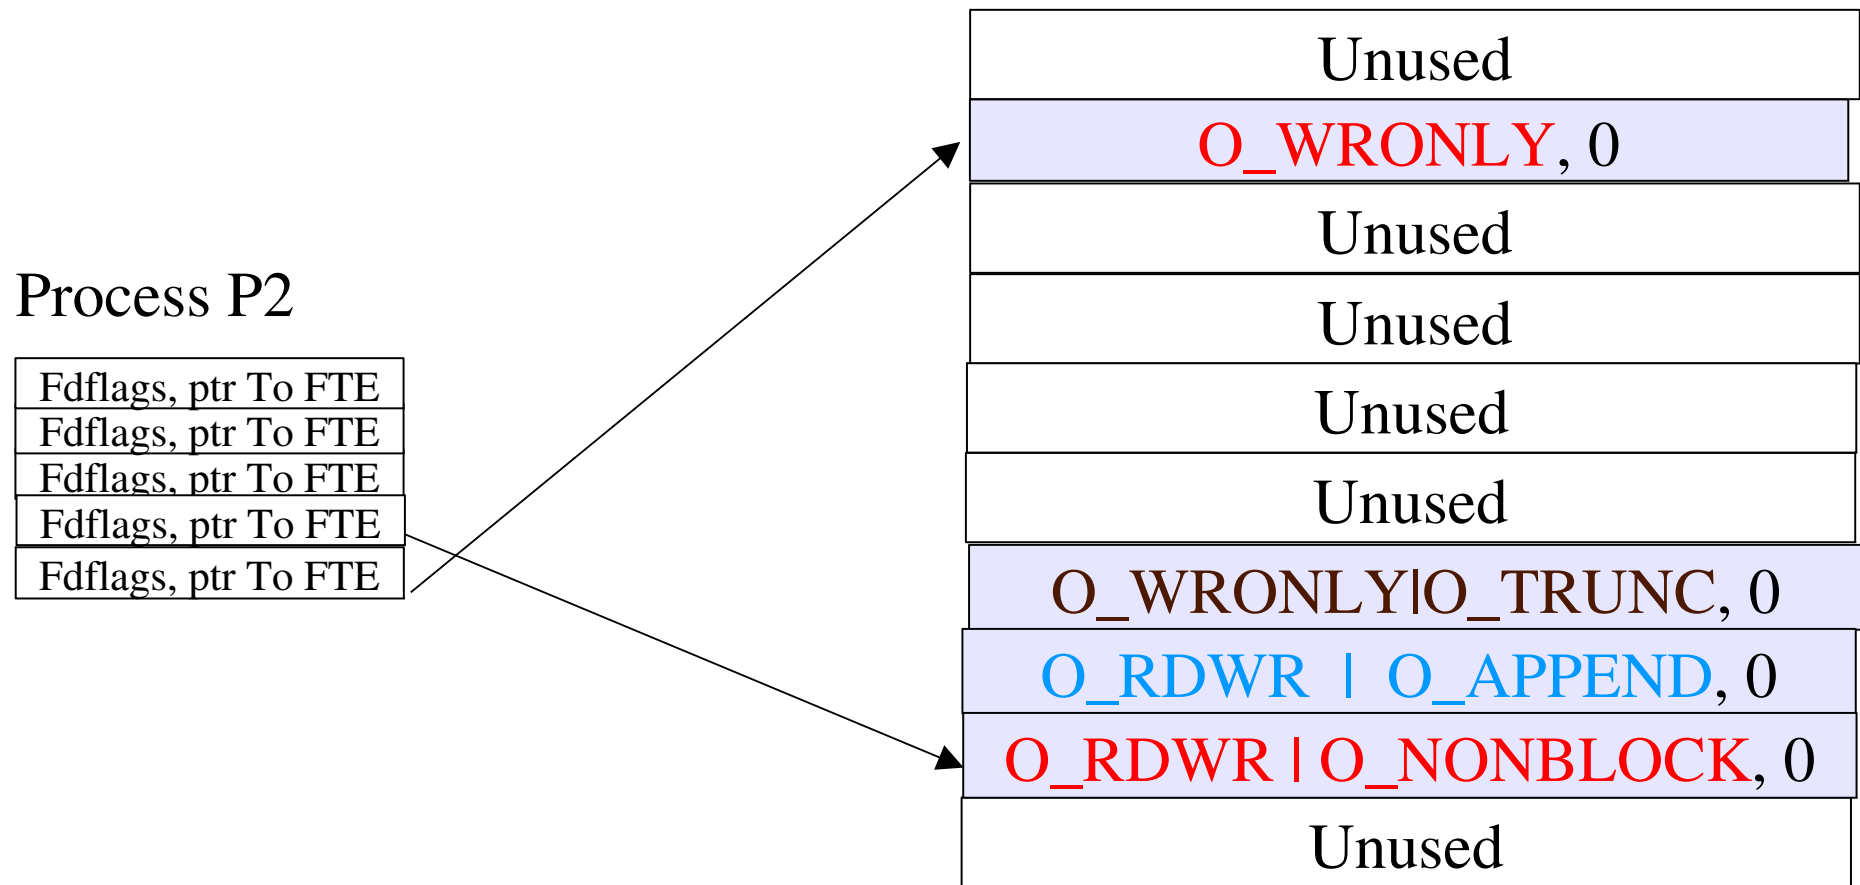 Process P2
Fdflags, ptr To FTE
Fdflags, ptr To FTE
Fdflags, ptr To FTE
Fdflags, ptr To FTE
Fdflags, ptr To FTE
Unused
O_WRONLY, 0
Unused
Unused
Unused
Unused
O_WRONLY|O_TRUNC, 0
O_RDWR | O_APPEND, 0
O_RDWR | O_NONBLOCK, 0
Unused